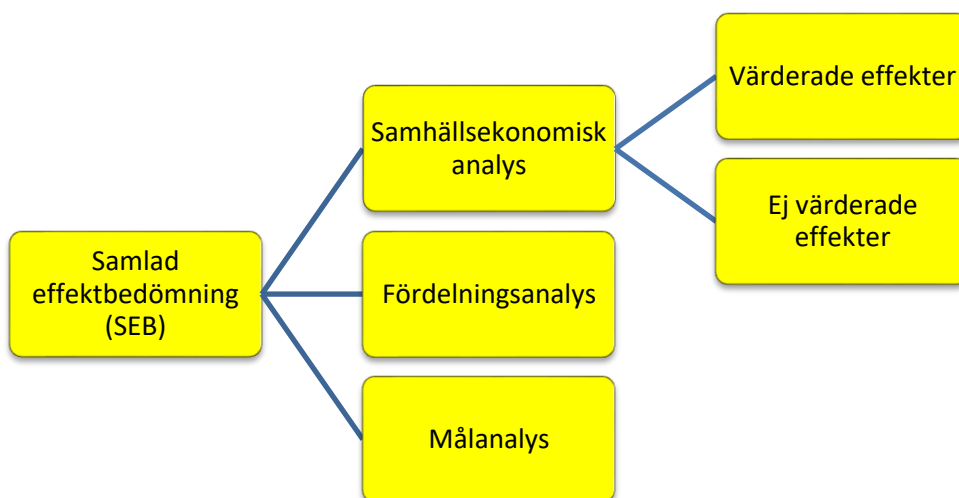 Samlad
effektbedömning
(SEB)
Samhällsekonomisk
analys
Fördelningsanalys
Målanalys
Värderade effekter
Ej värderade
effekter